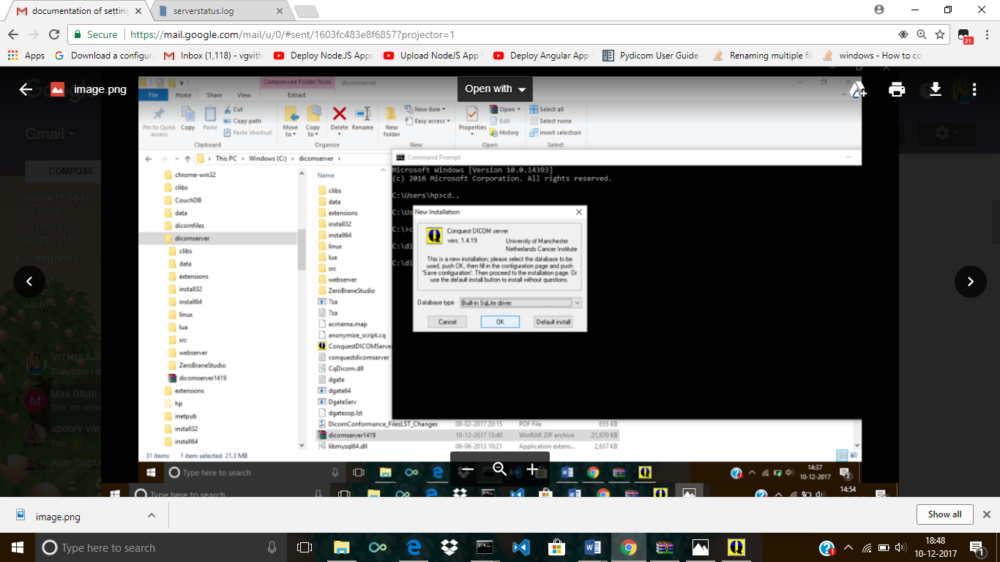 documentation of setting
serverstatus.log
Secure
https://mail.google.com/mail/u/0/#sent/1603fc483e8f6857?projector=1
21
Apps
Download a configur
Inbox (1,118) - vgvith
Deploy NodeJS Apps
Upload NodeJS App
Deploy Angular App
Pydicom User Guide
Renaming multiple fil
windows - How to co
image.png
Open with
Gmail
COMPOSE
Inbox (1,184)
Starred
Important
Drafts (47)
Categories
More
VITHIKA
Mini Bhati
You: on remo
apoorv var
You:
Ajay Gupta
Compressed Folder Tools
dicomserver
File
Home
Share
View
Extract
Pin to Quick access
Copy
Paste
Cut
Copy path
Paste shortcut
Clipboard
Move to
Copy to
Delete
Rename
Organize
New folder
New item
Easy access
New
Properties
Open
Edit
History
Open
Select all
Select none
Invert selection
Select
This PC
Windows (C:)
dicomserver
chrome-win32
clibs
CouchDB
data
dicomfiles
dicomserver
clibs
data
extensions
install32
install64
linux
lua
src
webserver
ZeroBraneStudio
dicomserver1419
extensions
hp
inetpub
install32
install64
Name
clibs
data
extensions
install32
install64
linux
lua
src
webserver
ZeroBraneStudio
7za
7za
acrnema.map
anonymize_script.cq
ConquestDICOMServe
conquestdicomserver
CqDicom.dll
dgate
dgate64
DgateServ
dgatesop.lst
DicomConformance_FilesLST_Changes 08-02-2017 20:15 PDF File 655 KB
dicomserver1419 10-12-2017 13:40 WinRAR ZIP archive 21,870 KB
libmysql64.dll 06-06-2013 10:21 Application extens... 2,637 KB
31 items 1 item selected 21.3 MB
Command Prompt
Microsoft Windows [Version 10.0.14393]
(c) 2016 Microsoft Corporation. All rights reserved.
C:\Users\hp>cd..
C:\Us
C:\>c
C:\di
C:\di
New Installation
Conquest DICOM server
vers. 1.4.19
University of Manchester
Netherlands Cancer Institute
This is a new installation; please select the database to be
used, push OK, then fill in the configuration page and push
'Save configuration'. Then proceed to the installation page. Or
use the default install button to install without questions.
Database type
Built-in SqLite driver
Cancel
OK
Default install
Type here to search
14:37
10-12-2017
2
Type here to search
14:54
image.png
Show all
Type here to search
18:48
10-12-2017
1